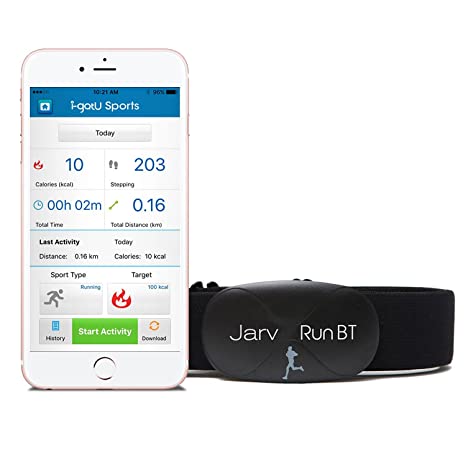 10:21 AM 96%
i-gotU Sports
Today
10 203
Calories (kcal) Stepping
00h 02m 0.16
Total Time Total Distance (km)
Last Activity Today
Distance: 0.16 km Calories: 10 kcal
Sport Type Target
Running 100 kcal
History Start Activity Download
Jarv Run BT